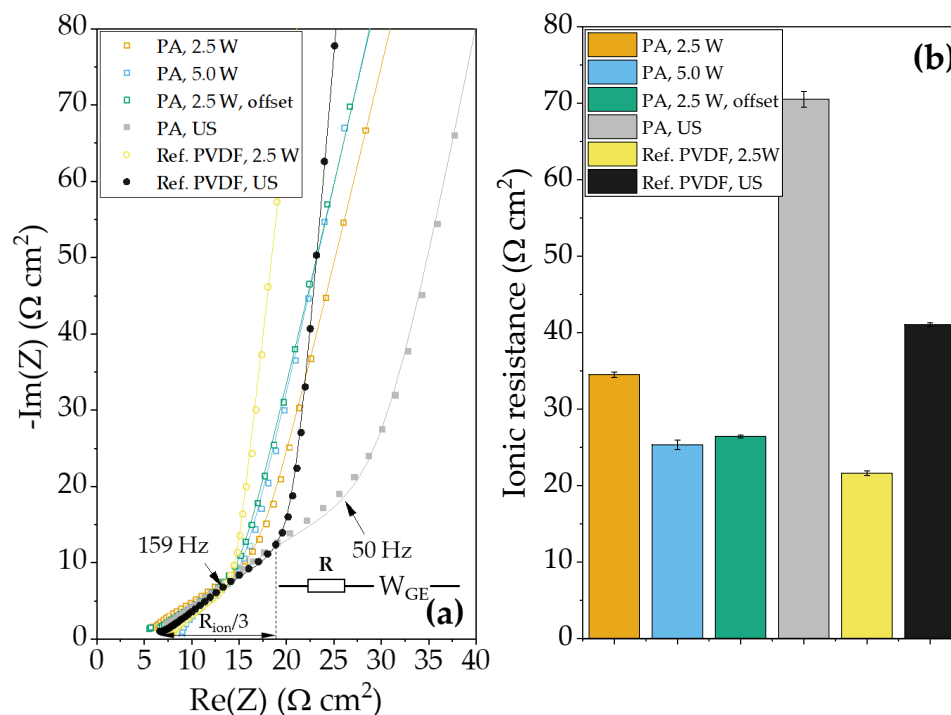 (a)
PA, 2.5 W
PA, 5.0 W
PA, 2.5 W, offset
PA, US
Ref. PVDF, 2.5 W
Ref. PVDF, US
80
70
60
50
40
30
20
10
0
-Im(Z) (Ω cm²)
159 Hz
50 Hz
R
W_GE
R_ion/3
0 5 10 15 20 25 30 35 40
Re(Z) (Ω cm²)
(b)
PA, 2.5 W
PA, 5.0 W
PA, 2.5 W, offset
PA, US
Ref. PVDF, 2.5W
Ref. PVDF, US
80
70
60
50
40
30
20
10
0
Ionic resistance (Ω cm²)